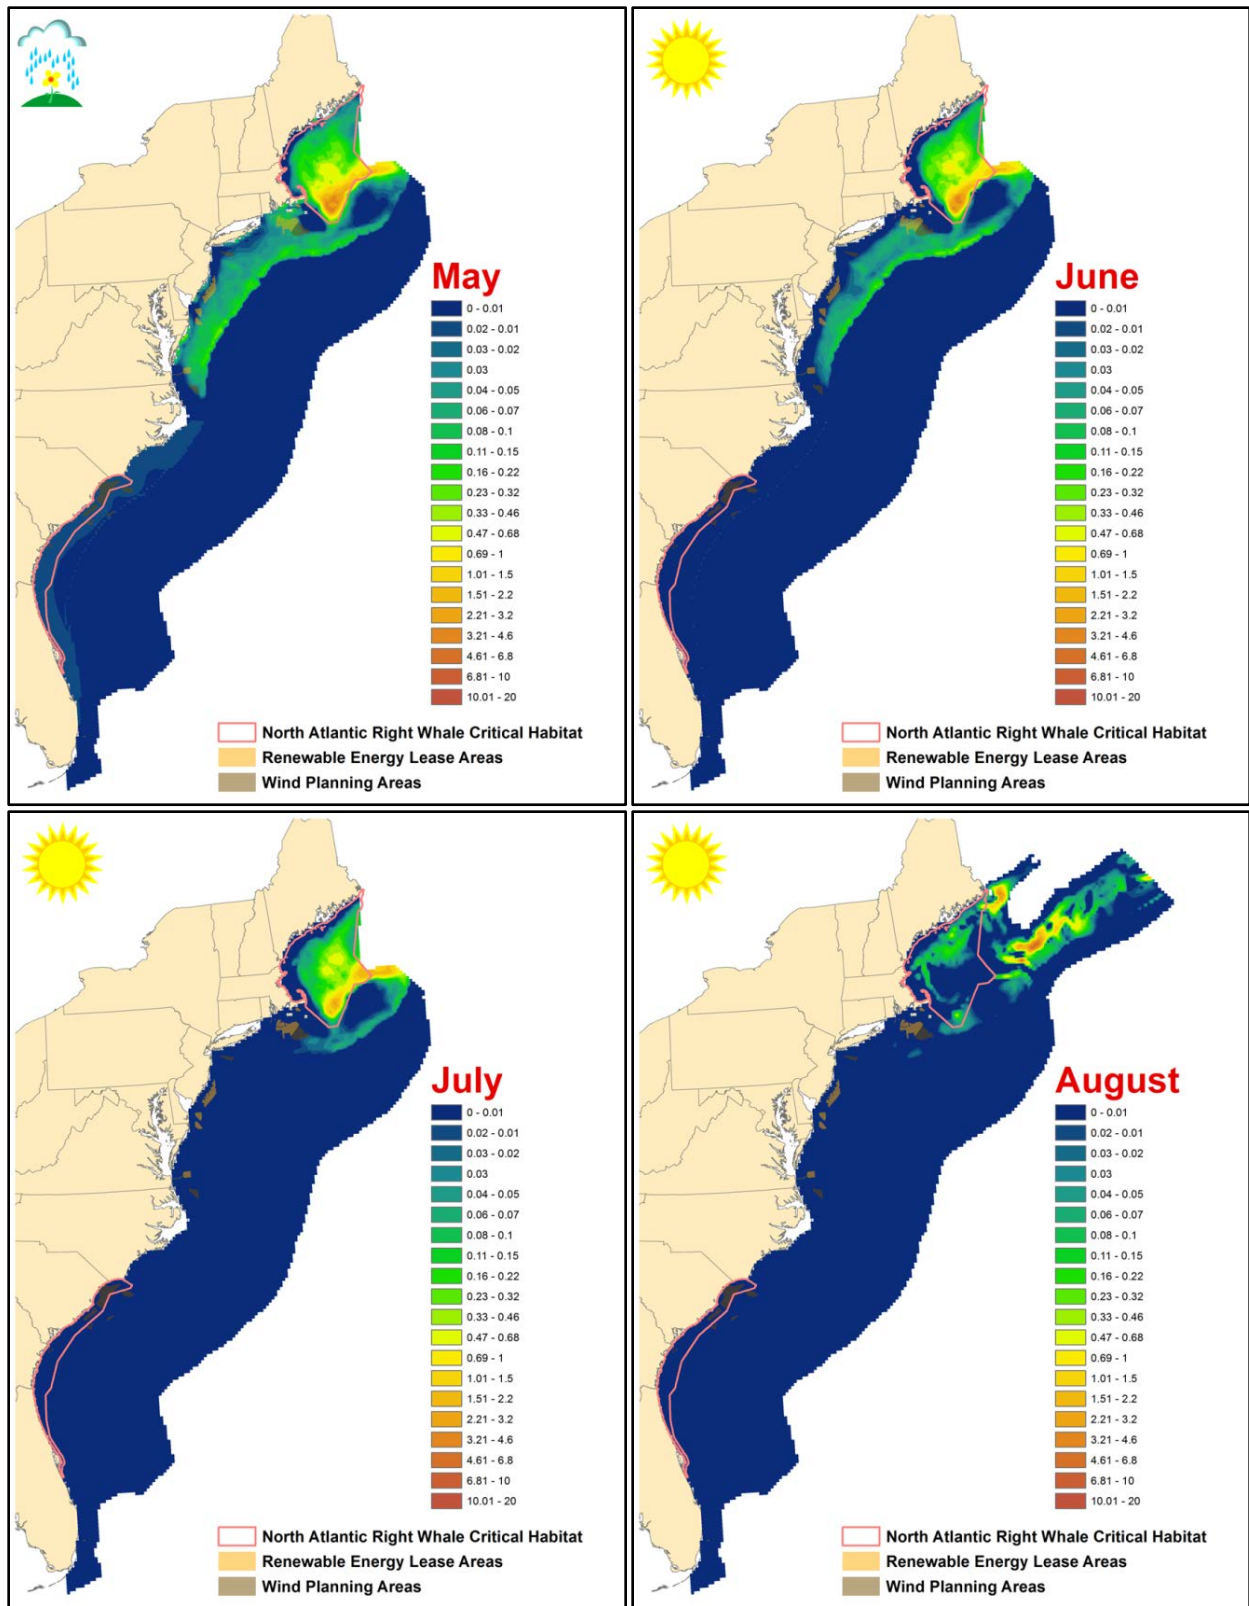 May
0 - 0.01
0.02 - 0.01
0.03 - 0.02
0.03
0.04 - 0.05
0.06 - 0.07
0.08 - 0.1
0.11 - 0.15
0.16 - 0.22
0.23 - 0.32
0.33 - 0.46
0.47 - 0.68
0.69 - 1
1.01 - 1.5
1.51 - 2.2
2.21 - 3.2
3.21 - 4.6
4.61 - 6.8
6.81 - 10
10.01 - 20
North Atlantic Right Whale Critical Habitat
Renewable Energy Lease Areas
Wind Planning Areas
June
0 - 0.01
0.02 - 0.01
0.03 - 0.02
0.03
0.04 - 0.05
0.06 - 0.07
0.08 - 0.1
0.11 - 0.15
0.16 - 0.22
0.23 - 0.32
0.33 - 0.46
0.47 - 0.68
0.69 - 1
1.01 - 1.5
1.51 - 2.2
2.21 - 3.2
3.21 - 4.6
4.61 - 6.8
6.81 - 10
10.01 - 20
North Atlantic Right Whale Critical Habitat
Renewable Energy Lease Areas
Wind Planning Areas
July
0 - 0.01
0.02 - 0.01
0.03 - 0.02
0.03
0.04 - 0.05
0.06 - 0.07
0.08 - 0.1
0.11 - 0.15
0.16 - 0.22
0.23 - 0.32
0.33 - 0.46
0.47 - 0.68
0.69 - 1
1.01 - 1.5
1.51 - 2.2
2.21 - 3.2
3.21 - 4.6
4.61 - 6.8
6.81 - 10
10.01 - 20
North Atlantic Right Whale Critical Habitat
Renewable Energy Lease Areas
Wind Planning Areas
August
0 - 0.01
0.02 - 0.01
0.03 - 0.02
0.03
0.04 - 0.05
0.06 - 0.07
0.08 - 0.1
0.11 - 0.15
0.16 - 0.22
0.23 - 0.32
0.33 - 0.46
0.47 - 0.68
0.69 - 1
1.01 - 1.5
1.51 - 2.2
2.21 - 3.2
3.21 - 4.6
4.61 - 6.8
6.81 - 10
10.01 - 20
North Atlantic Right Whale Critical Habitat
Renewable Energy Lease Areas
Wind Planning Areas